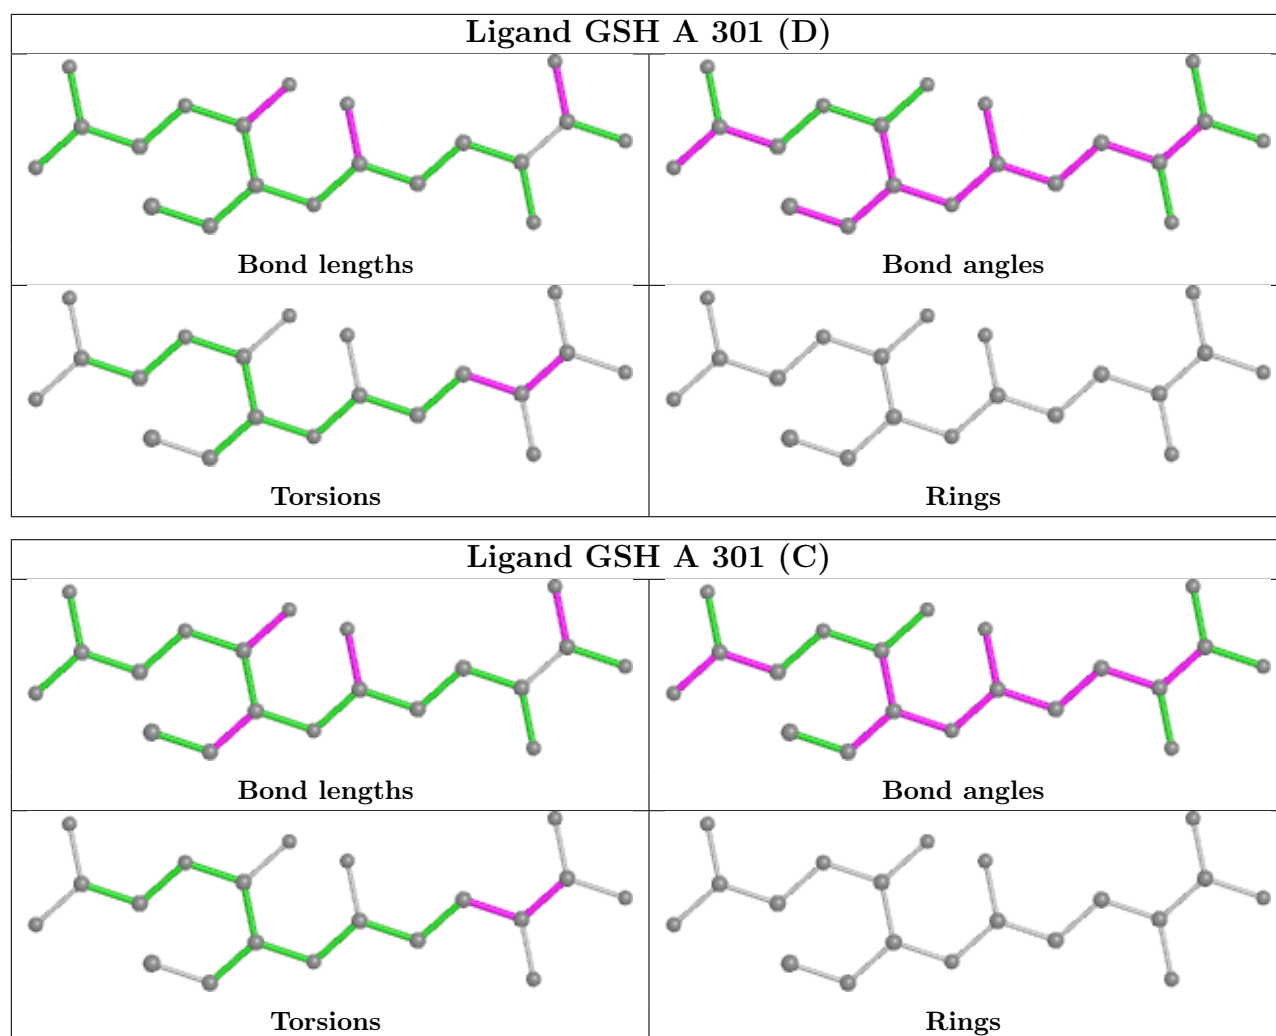 Ligand GSH A 301 (D)
Bond lengths
Bond angles
Torsions
Rings
Ligand GSH A 301 (C)
Bond lengths
Bond angles
Torsions
Rings